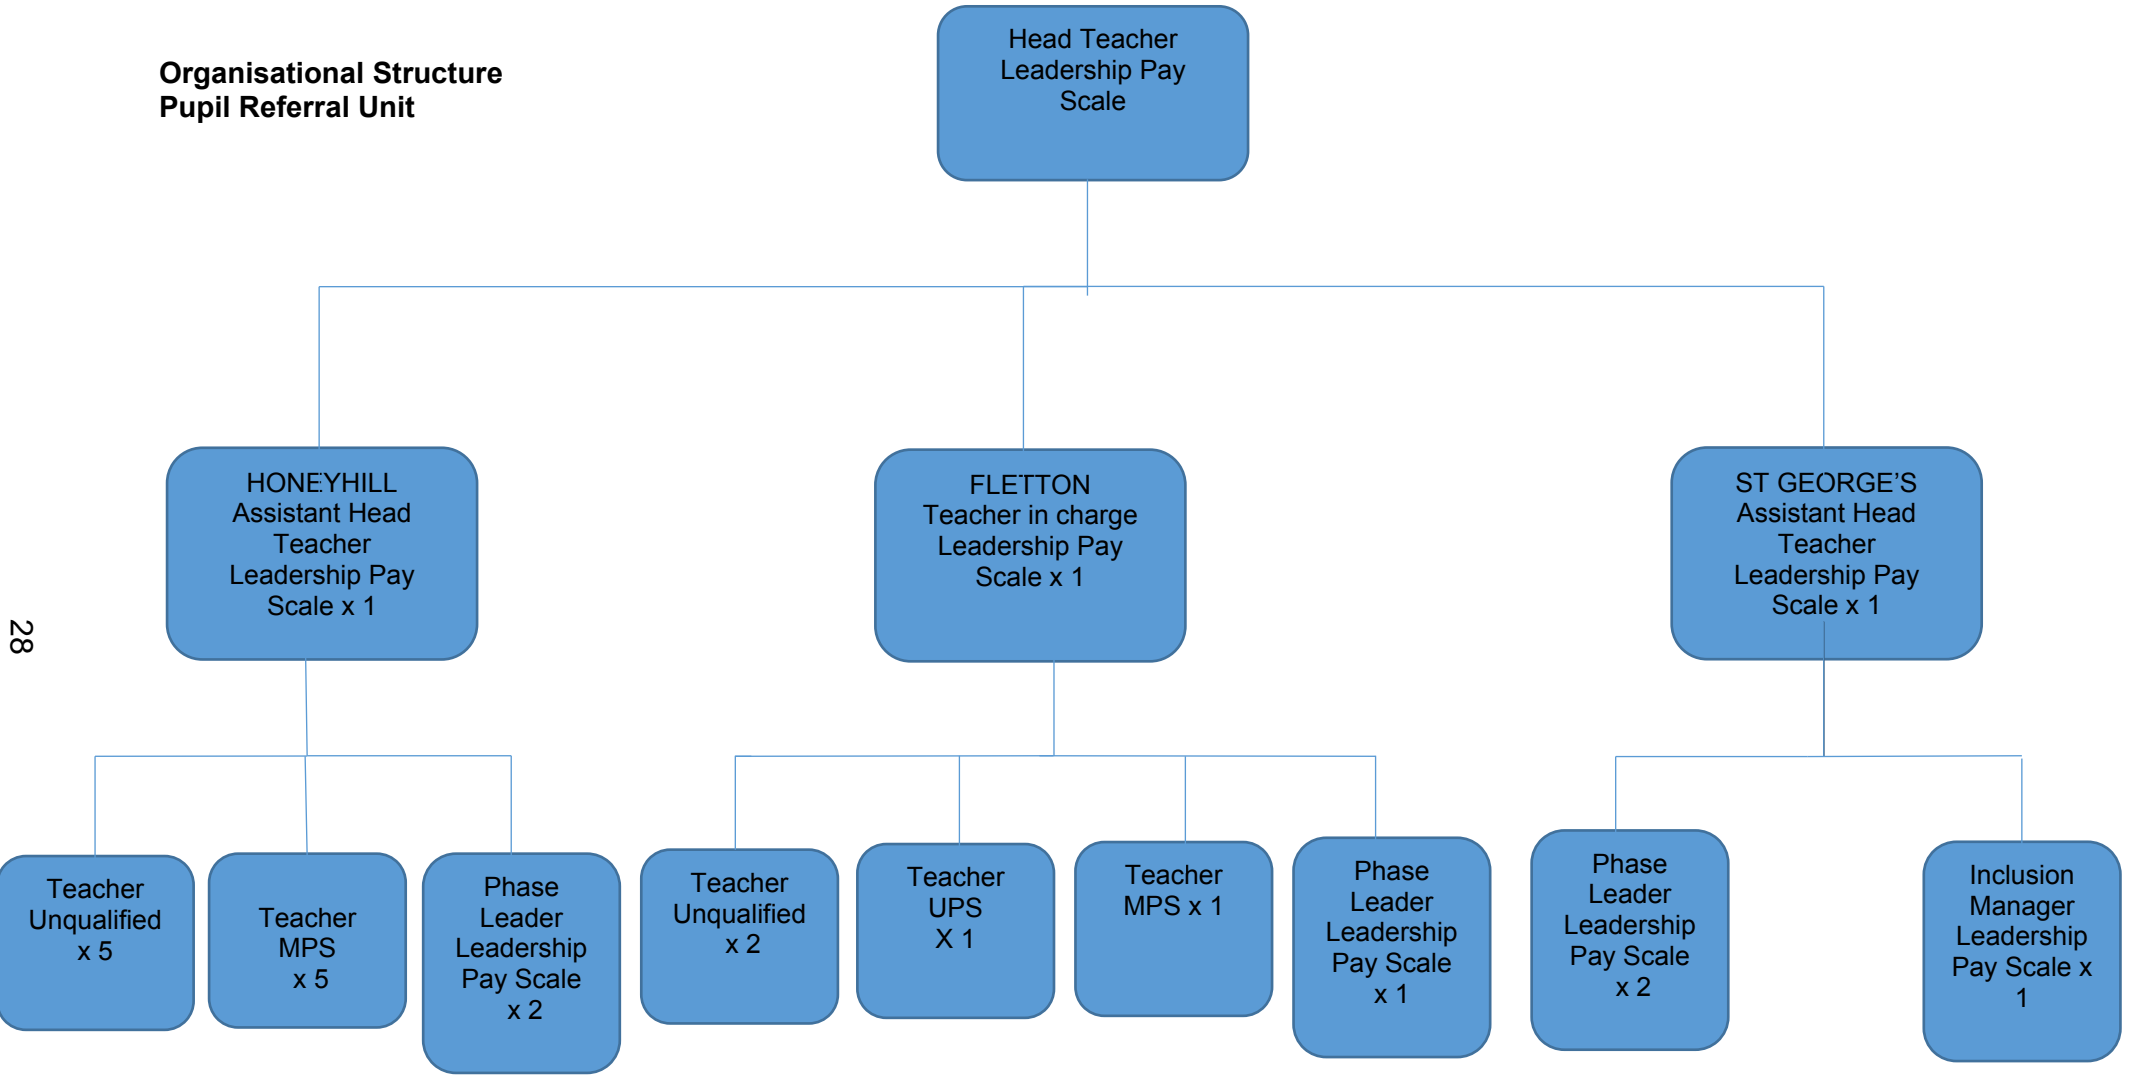 Organisational Structure
Pupil Referral Unit
Head Teacher
Leadership Pay
Scale
HONEYHILL
Assistant Head
Teacher
Leadership Pay
Scale x 1
FLETTON
Teacher in charge
Leadership Pay
Scale x 1
ST GEORGE’S
Assistant Head
Teacher
Leadership Pay
Scale x 1
28
Teacher
Unqualified
x 5
Teacher
MPS
x 5
Phase
Leader
Leadership
Pay Scale
x 2
Teacher
Unqualified
x 2
Teacher
UPS
X 1
Teacher
MPS x 1
Phase
Leader
Leadership
Pay Scale
x 1
Phase
Leader
Leadership
Pay Scale
x 2
Inclusion
Manager
Leadership
Pay Scale x
1